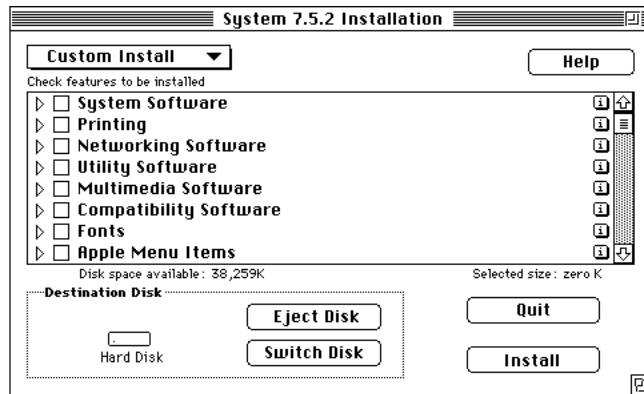 System 7.5.2 Installation
Custom Install
Help
Check features to be installed
System Software
Printing
Networking Software
Utility Software
Multimedia Software
Compatibility Software
Fonts
Apple Menu Items
Disk space available: 38,259K
Selected size: zero K
Destination Disk
Eject Disk
Quit
Hard Disk
Switch Disk
Install